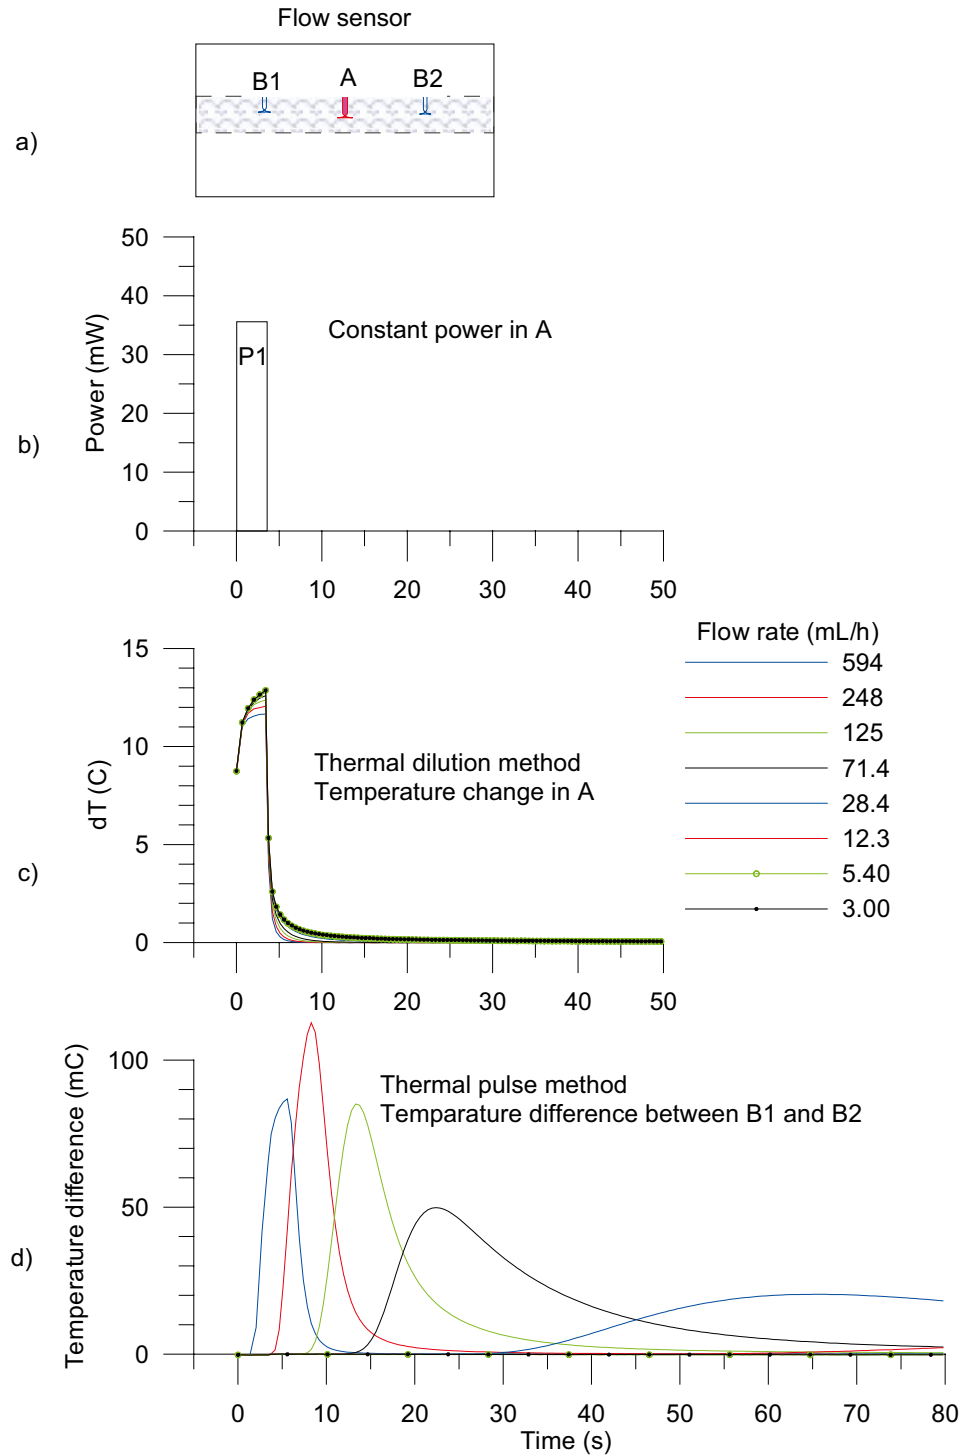 Flow sensor
B1 A B2
a)
50
40
30
20
10
0
Power (mW)
P1
Constant power in A
b)
0 10 20 30 40 50
15
10
5
0
dT (C)
Thermal dilution method
Temperature change in A
c)
0 10 20 30 40 50
Flow rate (mL/h)
594
248
125
71.4
28.4
12.3
5.40
3.00
100
50
0
Temperature difference (mC)
Thermal pulse method
Temparature difference between B1 and B2
d)
0 10 20 30 40 50 60 70 80
Time (s)